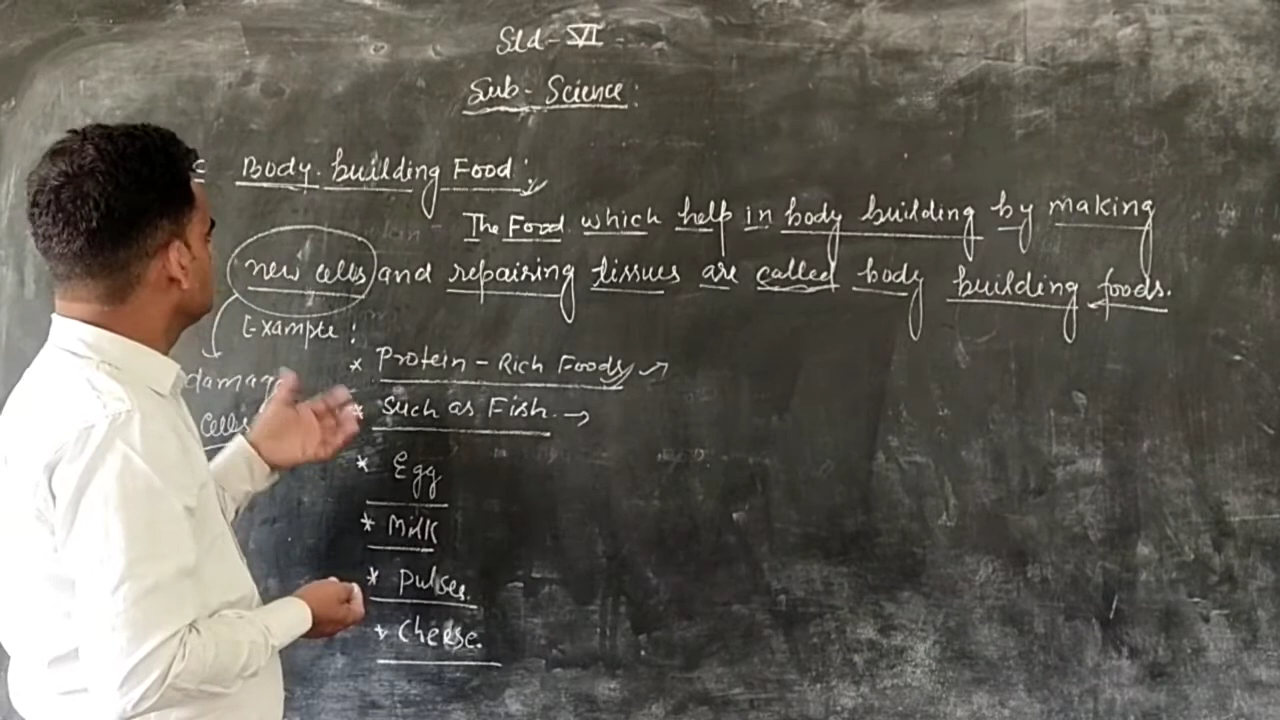 Std - VI
Sub - Science :
Body building Food :
The Food which help in body building by making
new cells and repairing tissues are called body building foods.
Example :
* Protein - Rich Foods
damage
cells
* Such as Fish. →
* Egg
* Milk
* Pulses.
* Cheese.